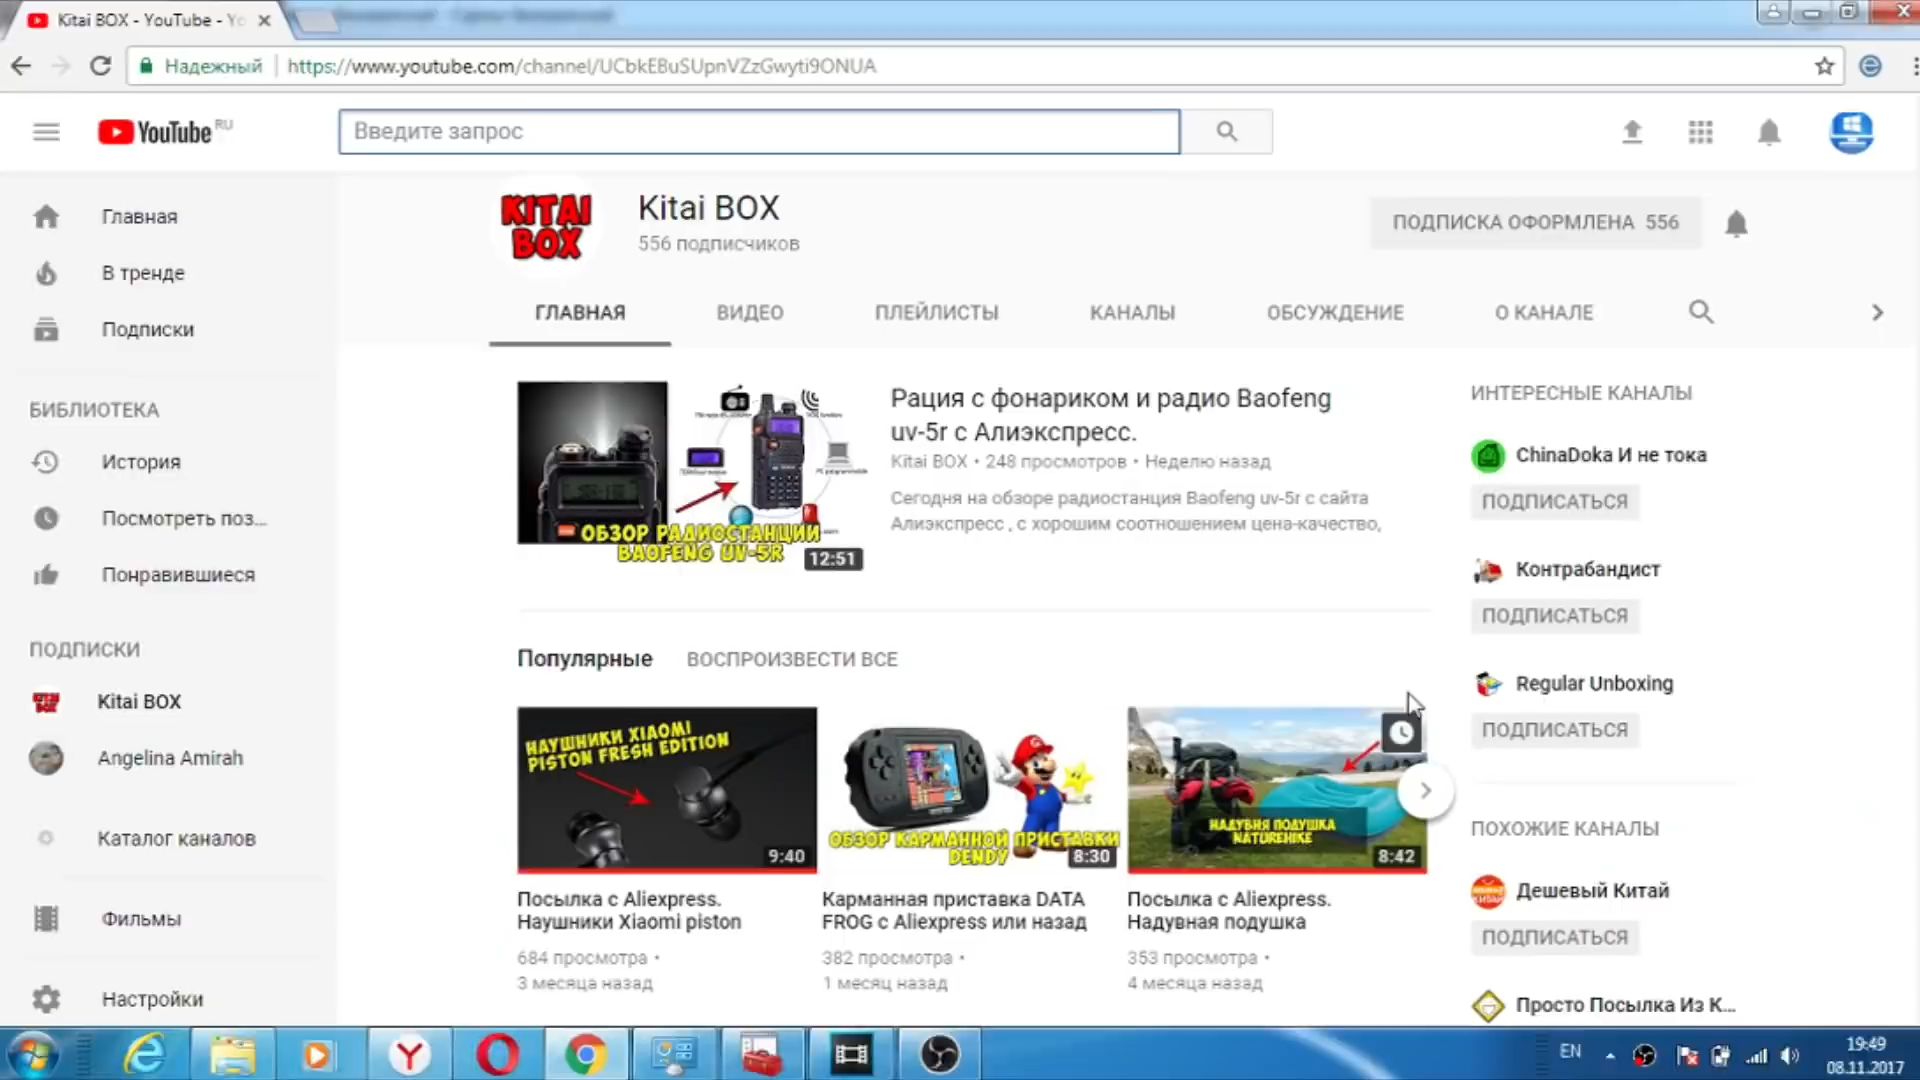 Kitai BOX - YouTube - Yo
Надежный
https://www.youtube.com/channel/UCbkEBuSUpnVZzGwyti9ONUA
YouTube RU
Введите запрос
Главная
В тренде
Подписки
БИБЛИОТЕКА
История
Посмотреть поз...
Понравившиеся
ПОДПИСКИ
Kitai BOX
Angelina Amirah
Каталог каналов
Фильмы
Настройки
KITAI
BOX
Kitai BOX
556 подписчиков
ПОДПИСКА ОФОРМЛЕНА 556
ГЛАВНАЯ
ВИДЕО
ПЛЕЙЛИСТЫ
КАНАЛЫ
ОБСУЖДЕНИЕ
О КАНАЛЕ
ОБЗОР РАДИОСТАНЦИИ
BAOFENG UV-5R
12:51
Рация с фонариком и радио Baofeng
uv-5r с Алиэкспресс.
Kitai BOX • 248 просмотров • Неделю назад
Сегодня на обзоре радиостанция Baofeng uv-5r с сайта
Алиэкспресс , с хорошим соотношением цена-качество,
Популярные
ВОСПРОИЗВЕСТИ ВСЕ
НАУШНИКИ XIAOMI
PISTON FRESH EDITION
9:40
Посылка с Aliexpress.
Наушники Xiaomi piston
684 просмотра •
3 месяца назад
ОБЗОР КАРМАННОЙ ПРИСТАВКИ
DENDY
8:30
Карманная приставка DATA
FROG с Aliexpress или назад
382 просмотра •
1 месяц назад
НАДУВНЯ ПОДУШКА
NATUREHIKE
8:42
Посылка с Aliexpress.
Надувная подушка
353 просмотра •
4 месяца назад
ИНТЕРЕСНЫЕ КАНАЛЫ
ChinaDoka И не тока
ПОДПИСАТЬСЯ
Контрабандист
ПОДПИСАТЬСЯ
Regular Unboxing
ПОДПИСАТЬСЯ
ПОХОЖИЕ КАНАЛЫ
Дешевый Китай
ПОДПИСАТЬСЯ
Просто Посылка Из К...
EN
19:49
08.11.2017